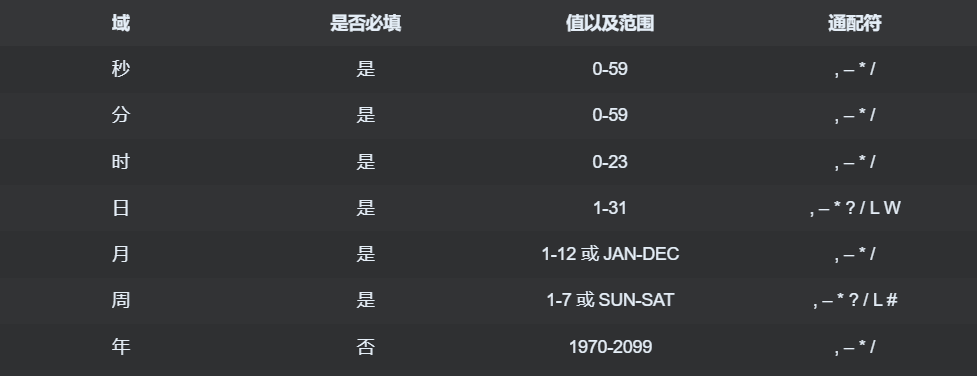 域 是否必填 值以及范围 通配符
秒 是 0-59 , – * /
分 是 0-59 , – * /
时 是 0-23 , – * /
日 是 1-31 , – * ? / L W
月 是 1-12 或 JAN-DEC , – * /
周 是 1-7 或 SUN-SAT , – * ? / L #
年 否 1970-2099 , – * /